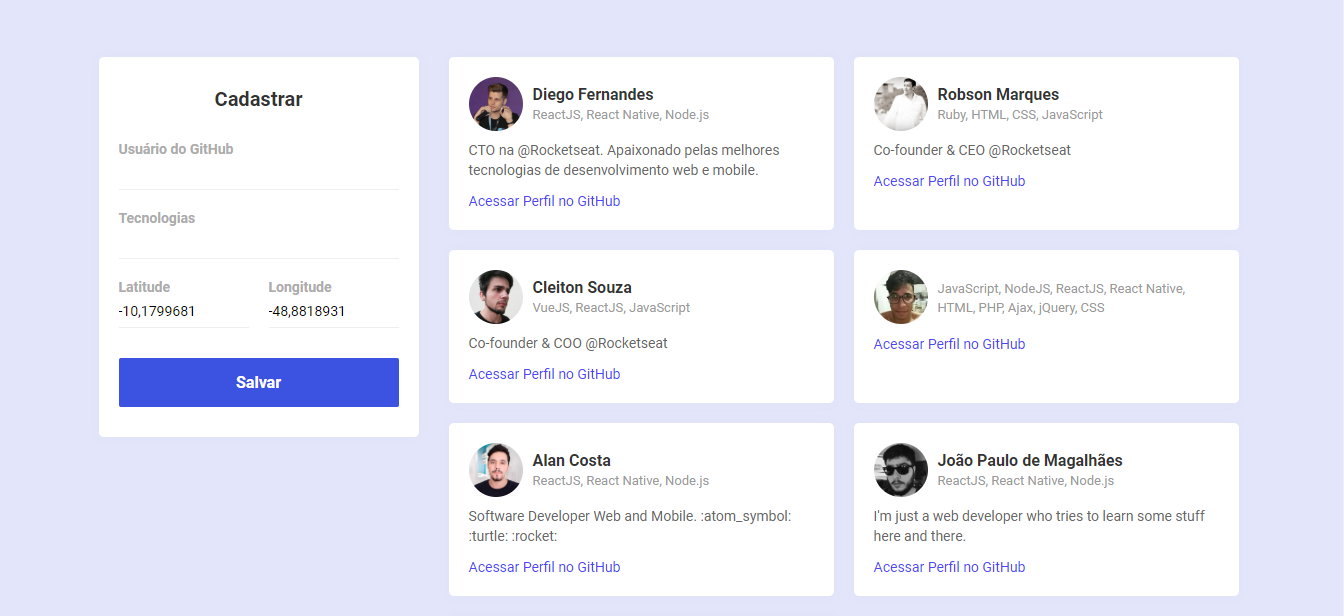 Cadastrar
Usuário do GitHub
Tecnologias
Latitude Longitude
-10,1799681 -48,8818931
Salvar
Diego Fernandes
ReactJS, React Native, Node.js
CTO na @Rocketseat. Apaixonado pelas melhores
tecnologias de desenvolvimento web e mobile.
Acessar Perfil no GitHub
Robson Marques
Ruby, HTML, CSS, JavaScript
Co-founder & CEO @Rocketseat
Acessar Perfil no GitHub
Cleiton Souza
VueJS, ReactJS, JavaScript
Co-founder & COO @Rocketseat
Acessar Perfil no GitHub
JavaScript, NodeJS, ReactJS, React Native,
HTML, PHP, Ajax, jQuery, CSS
Acessar Perfil no GitHub
Alan Costa
ReactJS, React Native, Node.js
Software Developer Web and Mobile. :atom_symbol:
:turtle: :rocket:
Acessar Perfil no GitHub
João Paulo de Magalhães
ReactJS, React Native, Node.js
I'm just a web developer who tries to learn some stuff
here and there.
Acessar Perfil no GitHub